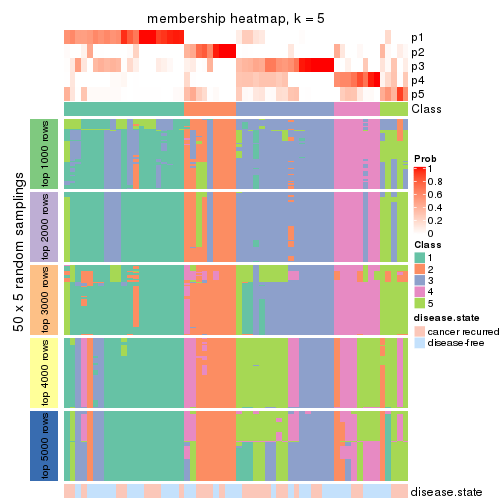 membership heatmap, k = 5
p1
p2
p3
p4
p5
Class
50 x 5 random samplings
top 1000 rows
top 2000 rows
top 3000 rows
top 4000 rows
top 5000 rows
disease.state
Prob
1
0.8
0.6
0.4
0.2
0
Class
1
2
3
4
5
disease.state
cancer recurred
disease-free